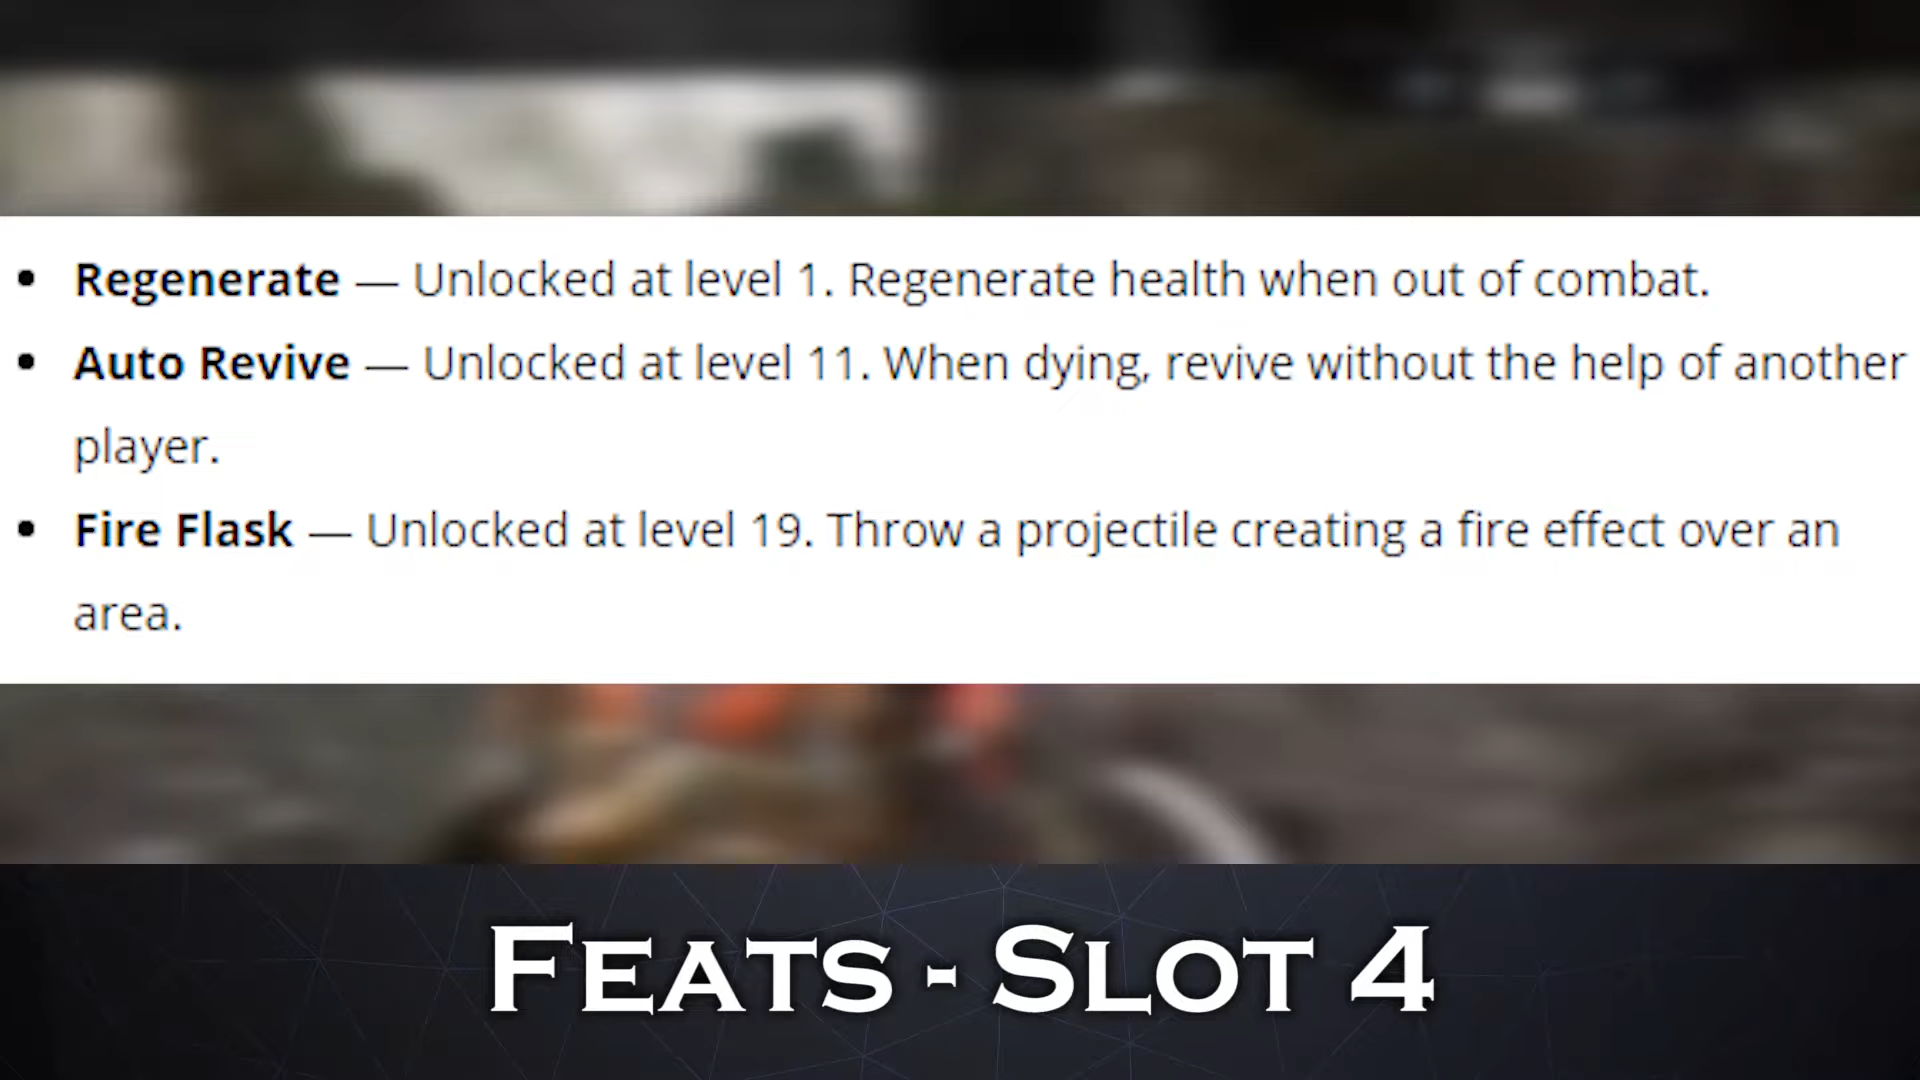 • Regenerate — Unlocked at level 1. Regenerate health when out of combat.
• Auto Revive — Unlocked at level 11. When dying, revive without the help of another
player.
• Fire Flask — Unlocked at level 19. Throw a projectile creating a fire effect over an
area.
FEATS - SLOT 4